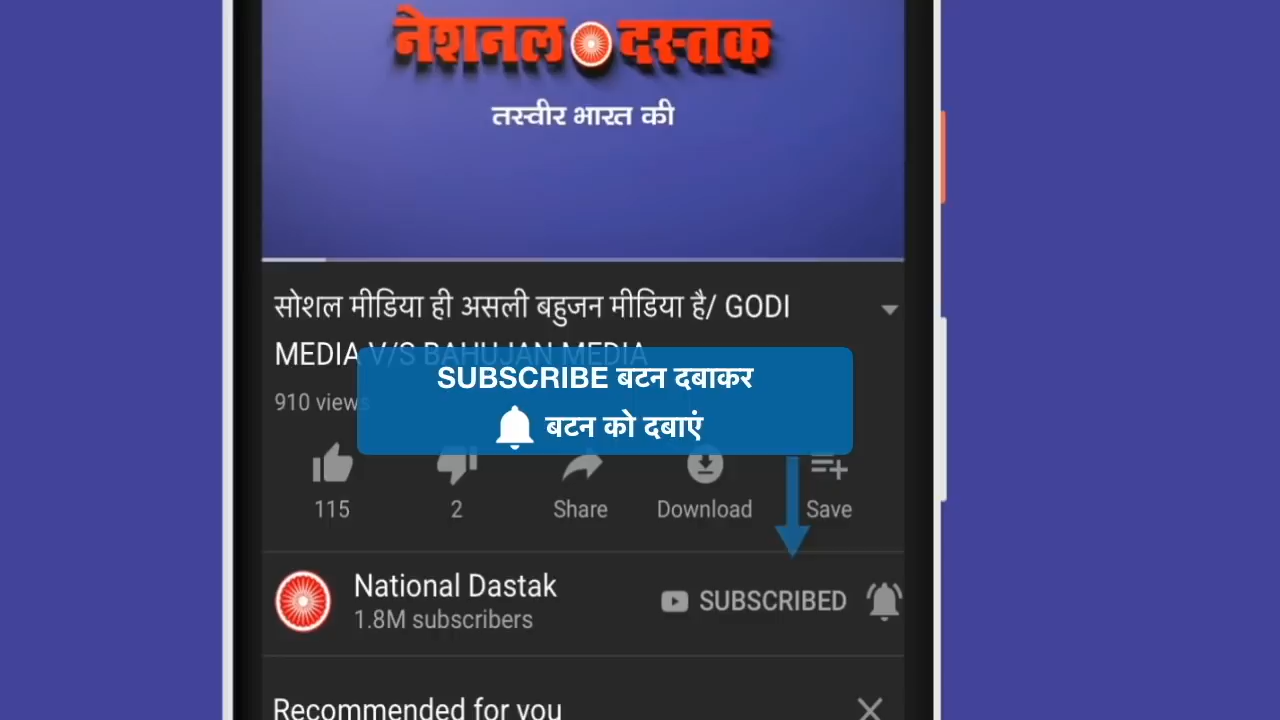 नेशनल दस्तक
तस्वीर भारत की
सोशल मीडिया ही असली बहुजन मीडिया है/ GODI
MEDIA V/S BAHUJAN MEDIA
910 views
SUBSCRIBE बटन दबाकर
बटन को दबाएं
115
2
Share
Download
Save
National Dastak
1.8M subscribers
SUBSCRIBED
Recommended for you